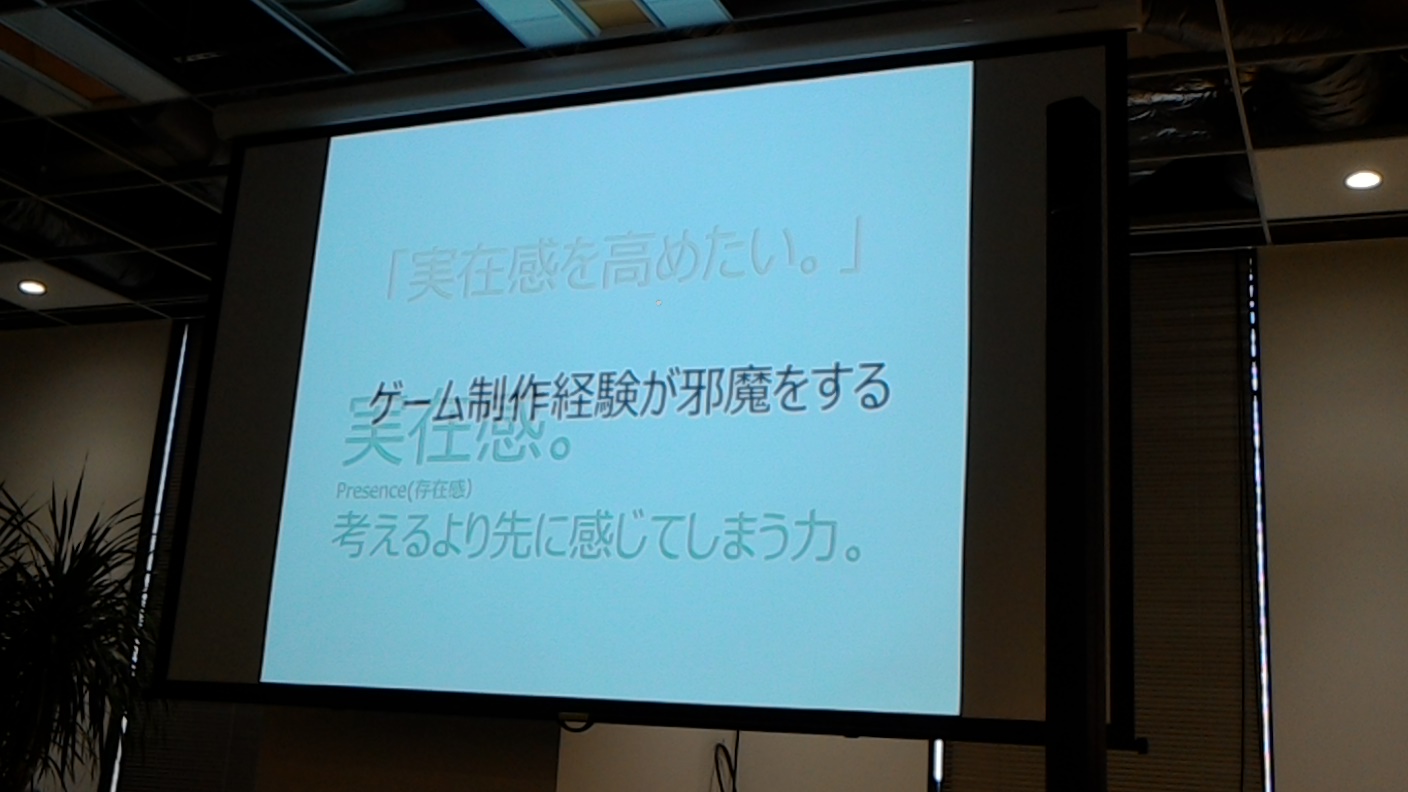 「実在感を高めたい。」
ゲーム制作経験が邪魔をする
実在感。
Presence(存在感)
考えるより先に感じてしまう力。